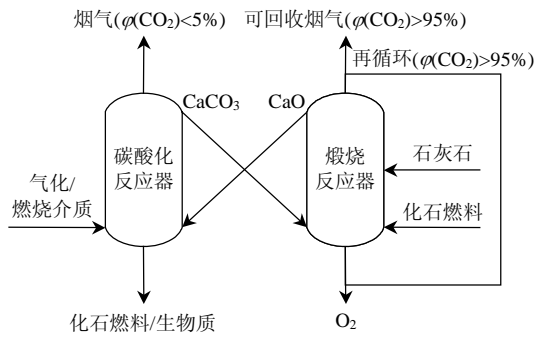 烟气(φ(CO₂)<5%)
可回收烟气(φ(CO₂)>95%)
再循环(φ(CO₂)>95%)
CaCO₃
CaO
碳酸化
反应器
煅烧
反应器
石灰石
气化/
燃烧介质
化石燃料
化石燃料/生物质
O₂